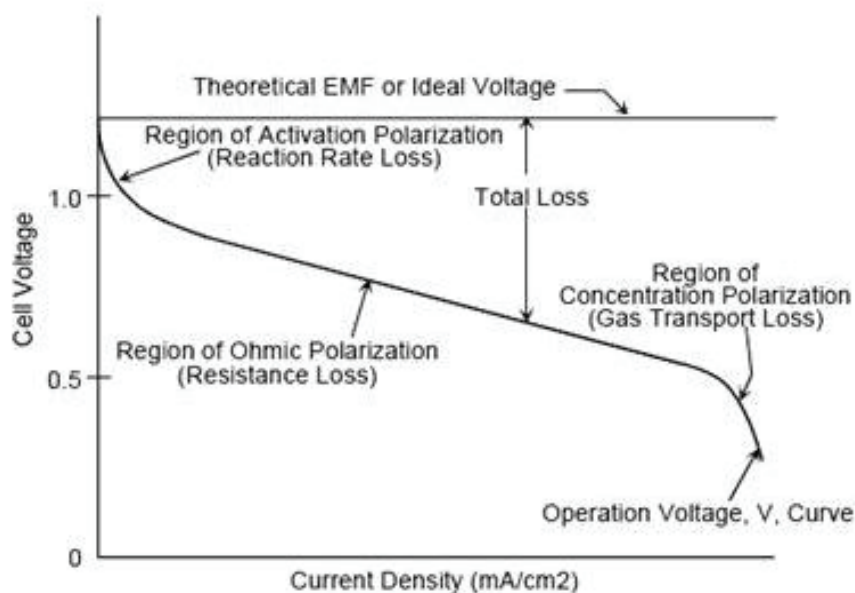 Theoretical EMF or Ideal Voltage
Region of Activation Polarization
(Reaction Rate Loss)
Total Loss
1.0
Cell Voltage
Region of
Concentration Polarization
(Gas Transport Loss)
Region of Ohmic Polarization
(Resistance Loss)
0.5
Operation Voltage, V, Curve
0
Current Density (mA/cm2)